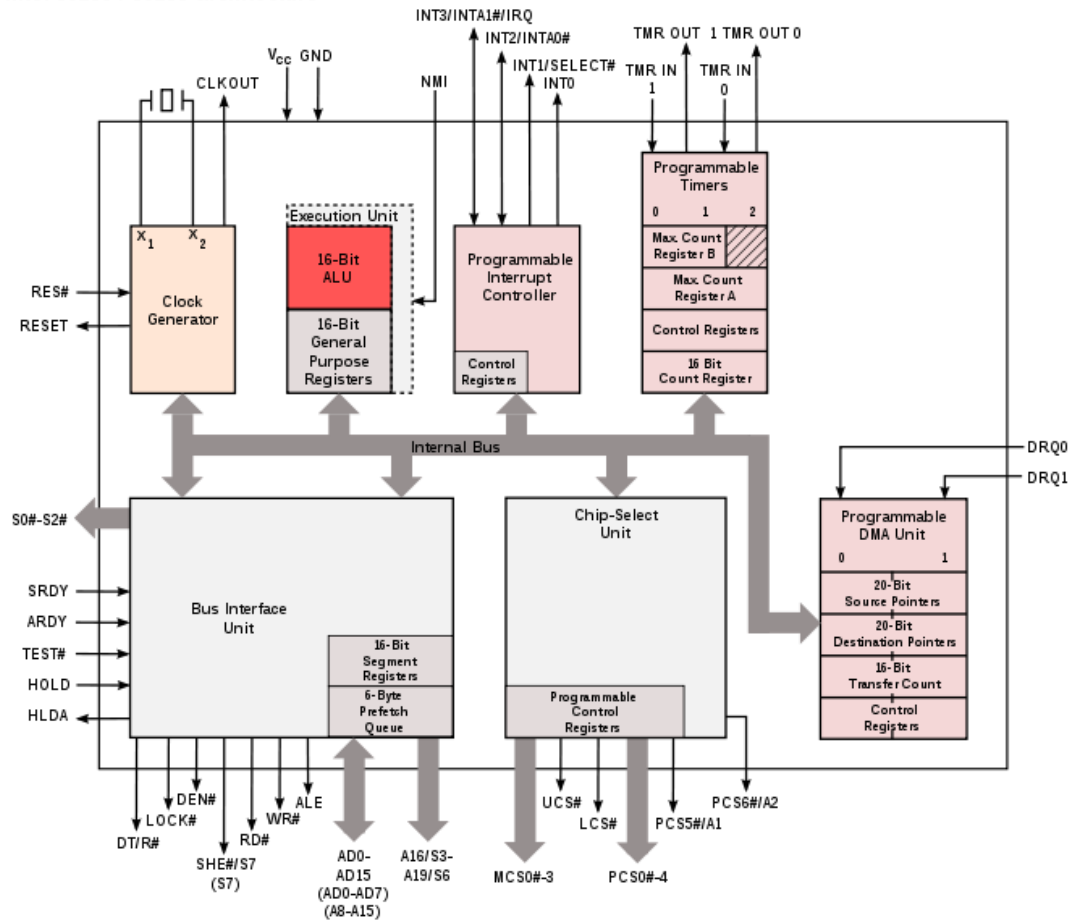 INT3/INTA1#/IRQ
INT2/INTA0#
INT1/SELECT#
INT0
TMR OUT 1 TMR OUT 0
TMR IN
1
TMR IN
0
VCC GND
CLKOUT
NMI
Programmable
Timers
0 1 2
Max. Count
Register B
Max. Count
Register A
Control Registers
16 Bit
Count Register
X1 X2
Clock
Generator
RES#
RESET
Execution Unit
16-Bit
ALU
16-Bit
General
Purpose
Registers
Programmable
Interrupt
Controller
Control
Registers
Internal Bus
DRQ0
DRQ1
S0#-S2#
SRDY
ARDY
TEST#
HOLD
HLDA
Bus Interface
Unit
16-Bit
Segment
Registers
6-Byte
Prefetch
Queue
Chip-Select
Unit
Programmable
Control
Registers
Programmable
DMA Unit
0 1
20-Bit
Source Pointers
20-Bit
Destination Pointers
16-Bit
Transfer Count
Control
Registers
DT/R#
LOCK#
DEN#
SHE#/S7
(S7)
RD#
WR#
ALE
AD0-
AD15
(AD0-AD7)
(A8-A15)
A16/S3-
A19/S6
MCS0#-3
UCS#
LCS#
PCS0#-4
PCS5#/A1
PCS6#/A2